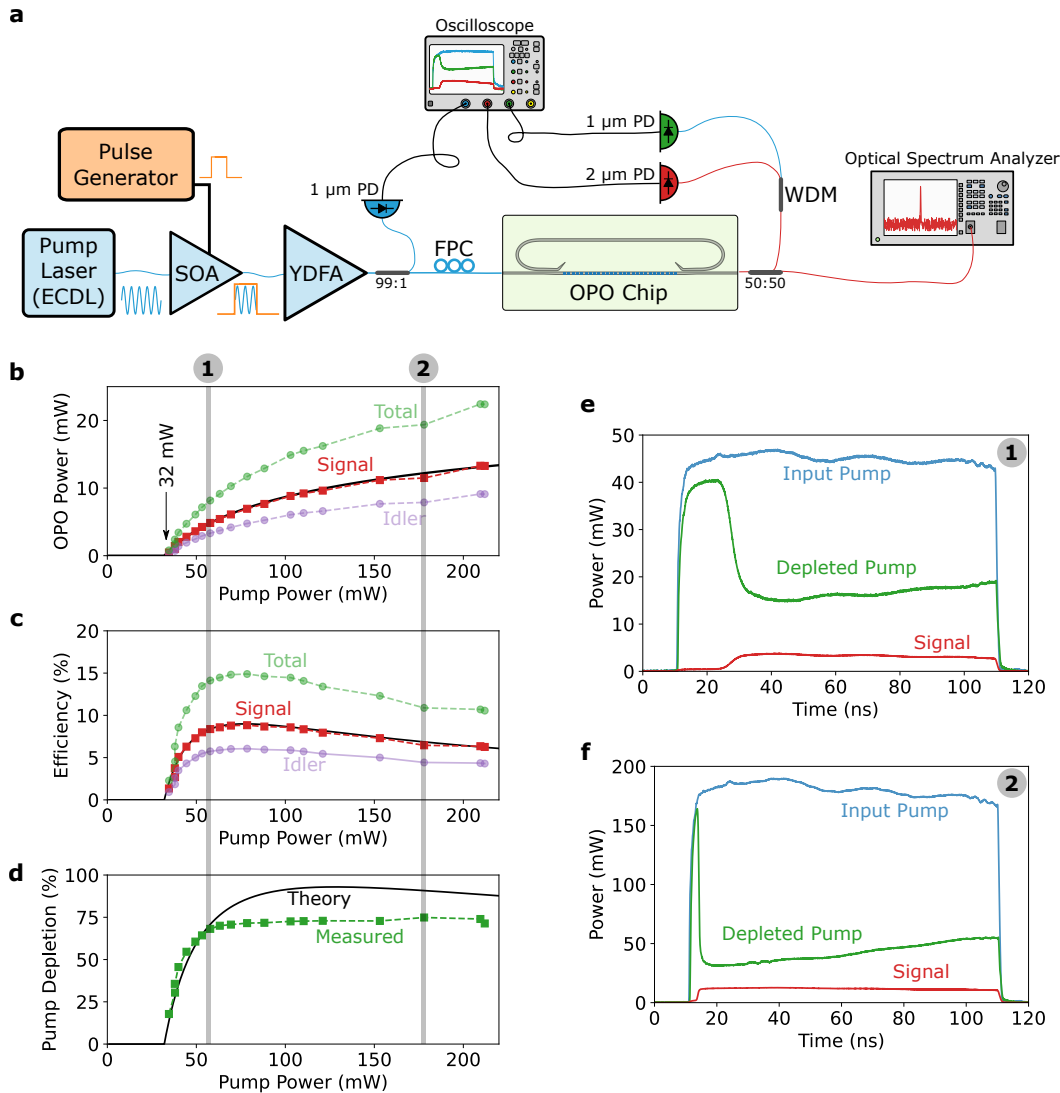 a
Oscilloscope
Pulse
Generator
1 µm PD
1 µm PD
2 µm PD
Optical Spectrum Analyzer
WDM
Pump
Laser
(ECDL)
SOA
YDFA
99:1
FPC
OPO Chip
50:50
b
1
2
OPO Power (mW)
20
10
0
32 mW
Total
Signal
Idler
0
50
100
150
200
Pump Power (mW)
c
Efficiency (%)
20
15
10
5
0
Total
Signal
Idler
0
50
100
150
200
Pump Power (mW)
d
Pump Depletion (%)
100
75
50
25
0
Theory
Measured
0
50
100
150
200
Pump Power (mW)
e
1
Power (mW)
50
40
30
20
10
0
Input Pump
Depleted Pump
Signal
0
20
40
60
80
100
120
Time (ns)
f
2
Power (mW)
200
150
100
50
0
Input Pump
Depleted Pump
Signal
0
20
40
60
80
100
120
Time (ns)